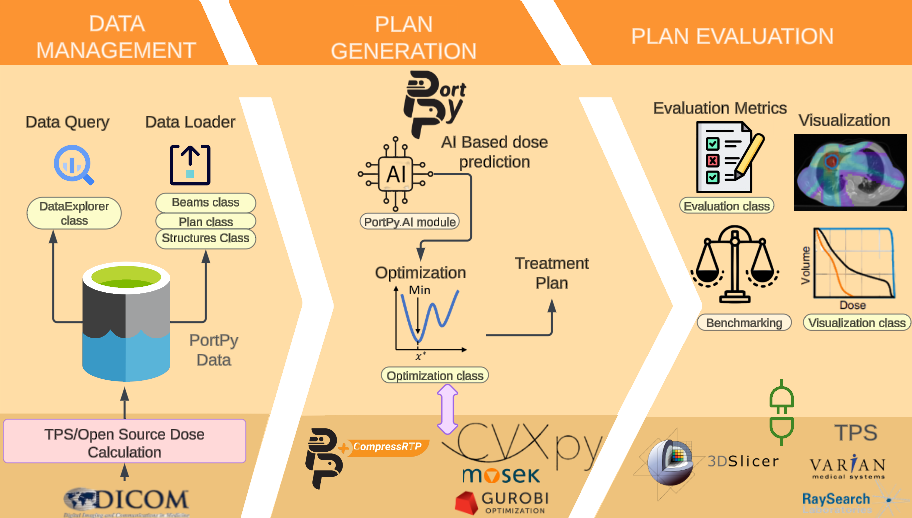 DATA
MANAGEMENT
PLAN
GENERATION
PLAN EVALUATION
Data Query
Data Loader
DataExplorer
class
Beams class
Plan class
Structures Class
PortPy
Data
TPS/Open Source Dose
Calculation
DICOM
Digital Imaging and Communications in Medicine
Port
Py
AI Based dose
prediction
AI
PortPy.AI module
Optimization
Min
x*
Optimization class
Treatment
Plan
CompressRTP
CVXpy
mosek
GUROBI
OPTIMIZATION
Evaluation Metrics
Visualization
Evaluation class
Benchmarking
Volume
Dose
Visualization class
3DSlicer
TPS
VARIAN
medical systems
RaySearch